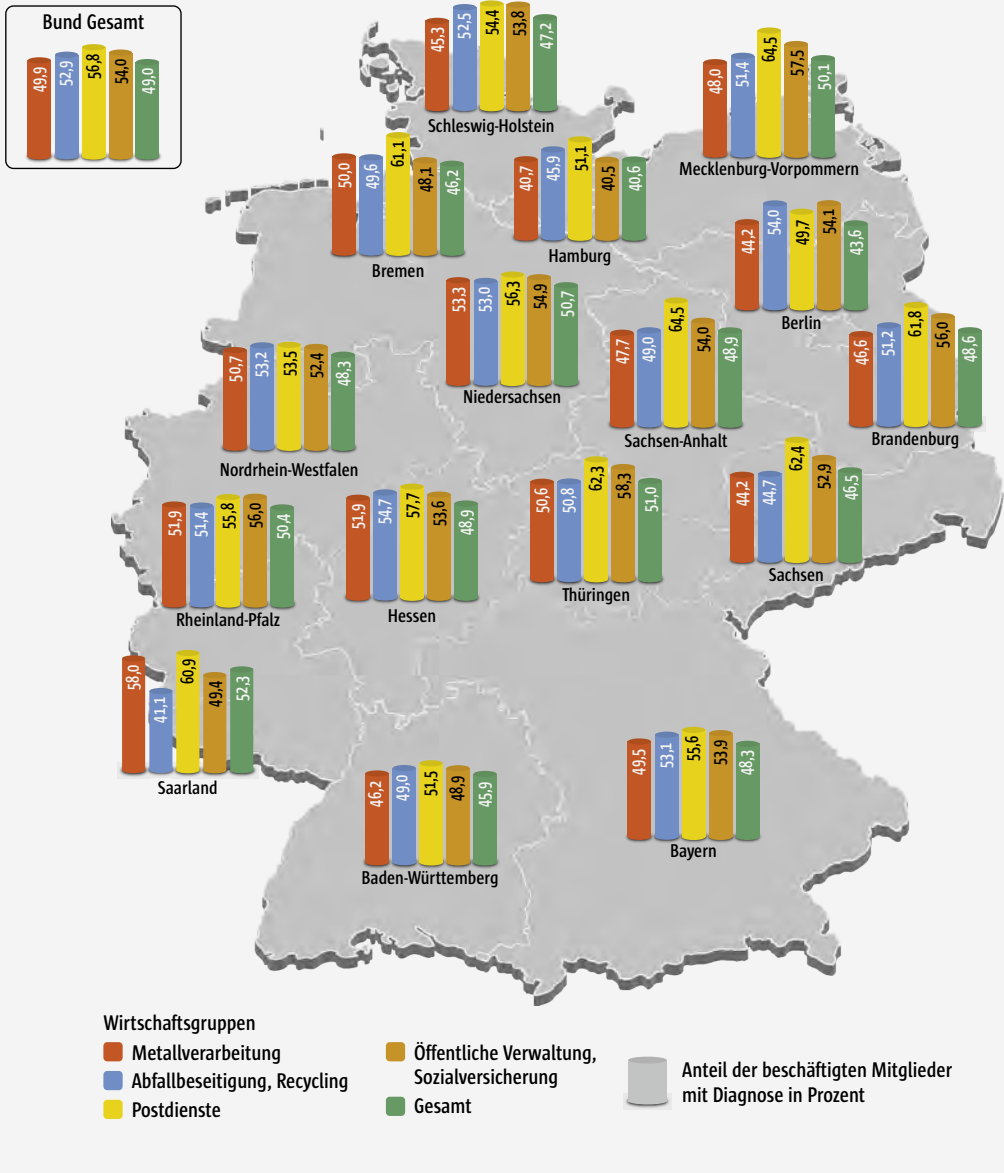 Bund Gesamt
49,9 52,9 56,8 54,0 49,0
45,3 52,5 54,4 53,8 47,2
Schleswig-Holstein
48,0 51,4 64,5 57,5 50,1
Mecklenburg-Vorpommern
50,0 49,6 61,1 48,1 46,2
Bremen
40,7 45,9 51,1 40,5 40,6
Hamburg
44,2 54,0 49,7 54,1 43,6
Berlin
53,3 53,0 56,3 54,9 50,7
Niedersachsen
47,7 49,0 64,5 54,0 48,9
Sachsen-Anhalt
46,6 51,2 61,8 56,0 48,6
Brandenburg
50,7 53,2 53,5 52,4 48,3
Nordrhein-Westfalen
51,9 51,4 55,8 56,0 50,4
Rheinland-Pfalz
51,9 54,7 57,7 53,6 48,9
Hessen
50,6 50,8 62,3 58,3 51,0
Thüringen
44,2 44,7 62,4 52,9 46,5
Sachsen
58,0 41,1 60,9 49,4 52,3
Saarland
46,2 49,0 51,5 48,9 45,9
Baden-Württemberg
49,5 53,1 55,6 53,9 48,3
Bayern
Wirtschaftsgruppen
Metallverarbeitung
Abfallbeseitigung, Recycling
Postdienste
Öffentliche Verwaltung,
Sozialversicherung
Gesamt
Anteil der beschäftigten Mitglieder
mit Diagnose in Prozent